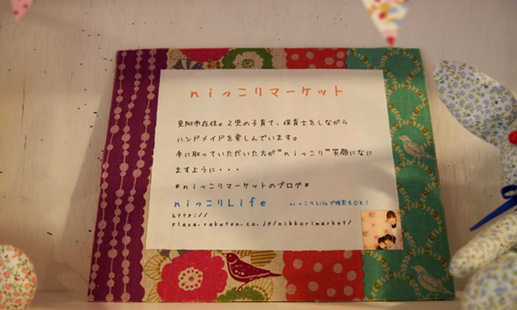 niっこりマーケット
見附市在住。2児の子育て、保育士をしながら
ハンドメイドを楽しんでいます。
手に取っていただいた方が"niっこり"笑顔になに
ますように・・・
*niっこりマーケットのブログ*
niっこりLife niっこりLifeで検索もOK!
http://
plaza.rakuten.co.jp/nikkorimarket/